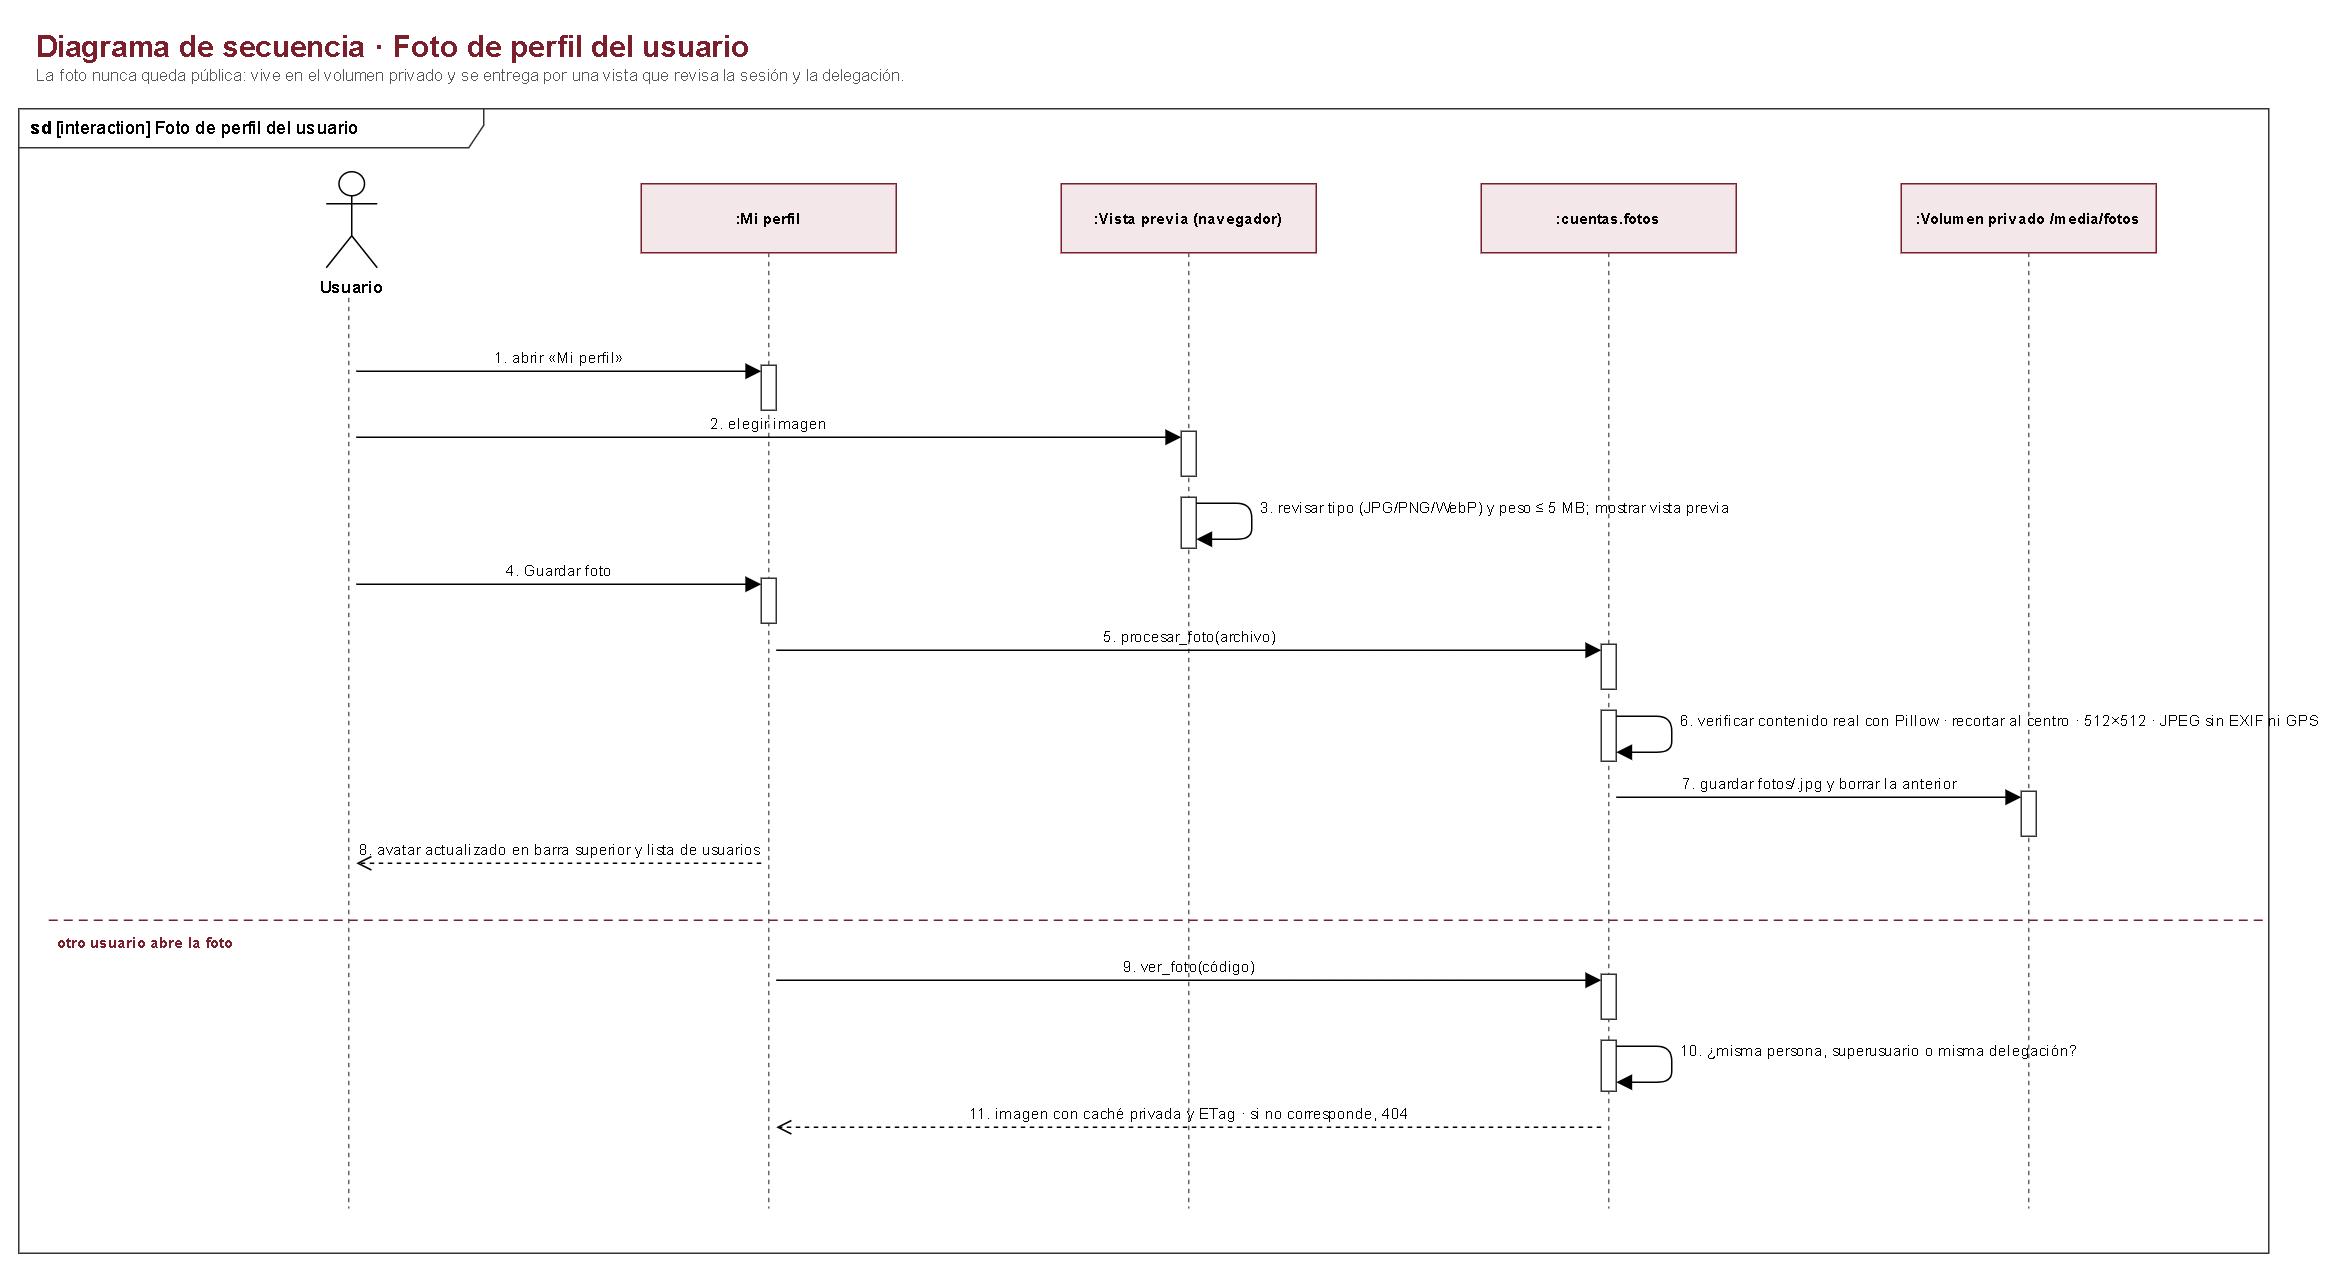 Diagrama de secuencia · Foto de perfil del usuario
La foto nunca queda pública: vive en el volumen privado y se entrega por una vista que revisa la sesión y la delegación.
sd [interaction] Foto de perfil del usuario
:Mi perfil
:Vista previa (navegador)
:cuentas.fotos
:Volumen privado /media/fotos
Usuario
1. abrir «Mi perfil»
2. elegir imagen
3. revisar tipo (JPG/PNG/WebP) y peso ≤ 5 MB; mostrar vista previa
4. Guardar foto
5. procesar_foto(archivo)
6. verificar contenido real con Pillow · recortar al centro · 512×512 · JPEG sin EXIF ni GPS
7. guardar fotos/.jpg y borrar la anterior
8. avatar actualizado en barra superior y lista de usuarios
otro usuario abre la foto
9. ver_foto(código)
10. ¿misma persona, superusuario o misma delegación?
11. imagen con caché privada y ETag · si no corresponde, 404